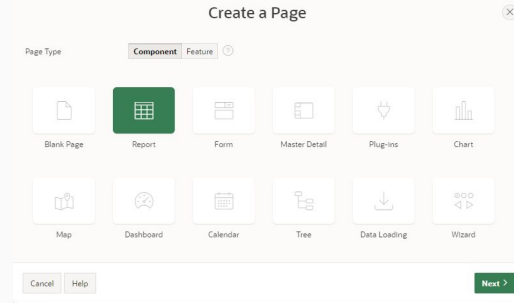 Create a Page
Page Type Component Feature
Blank Page Report Form Master Detail Plug-ins Chart
Map Dashboard Calendar Tree Data Loading Wizard
Cancel Help Next >